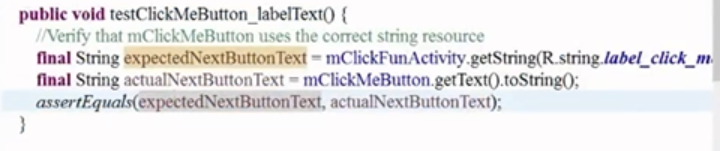 public void testClickMeButton_labelText() {
//Verify that mClickMeButton uses the correct string resource
final String expectedNextButtonText = mClickFunActivity.getString(R.string.label_click_m
final String actualNextButtonText = mClickMeButton.getText().toString();
assertEquals(expectedNextButtonText, actualNextButtonText);
}